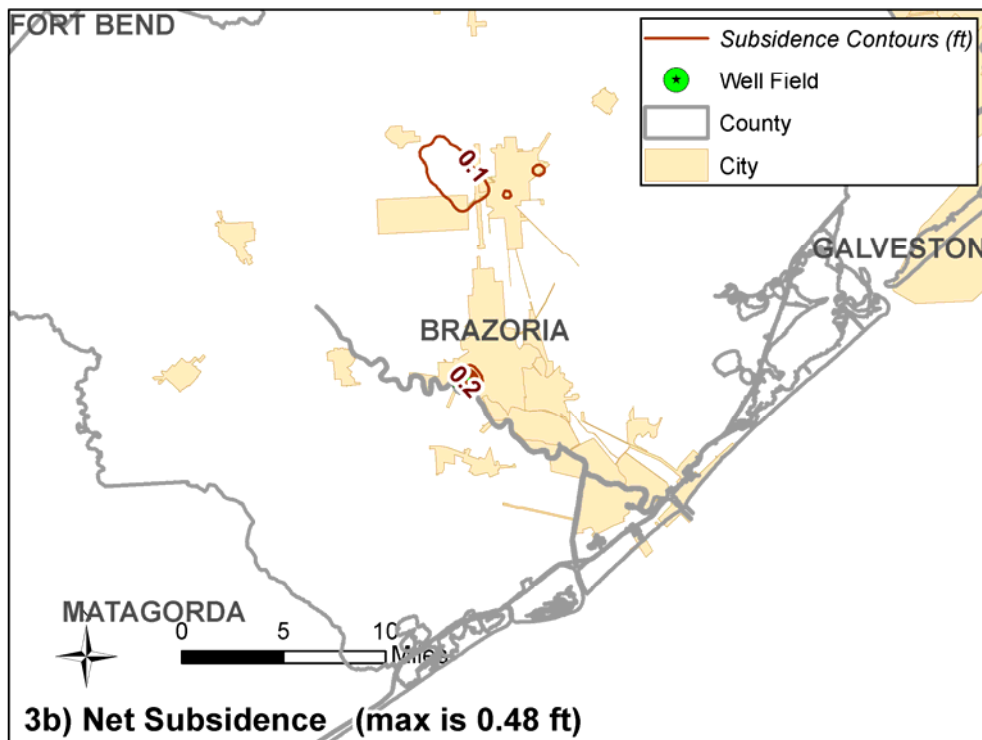 FORT BEND
Subsidence Contours (ft)
Well Field
County
City
0.1
GALVESTON
BRAZORIA
0.2
MATAGORDA
0 5 10
Miles
3b) Net Subsidence (max is 0.48 ft)